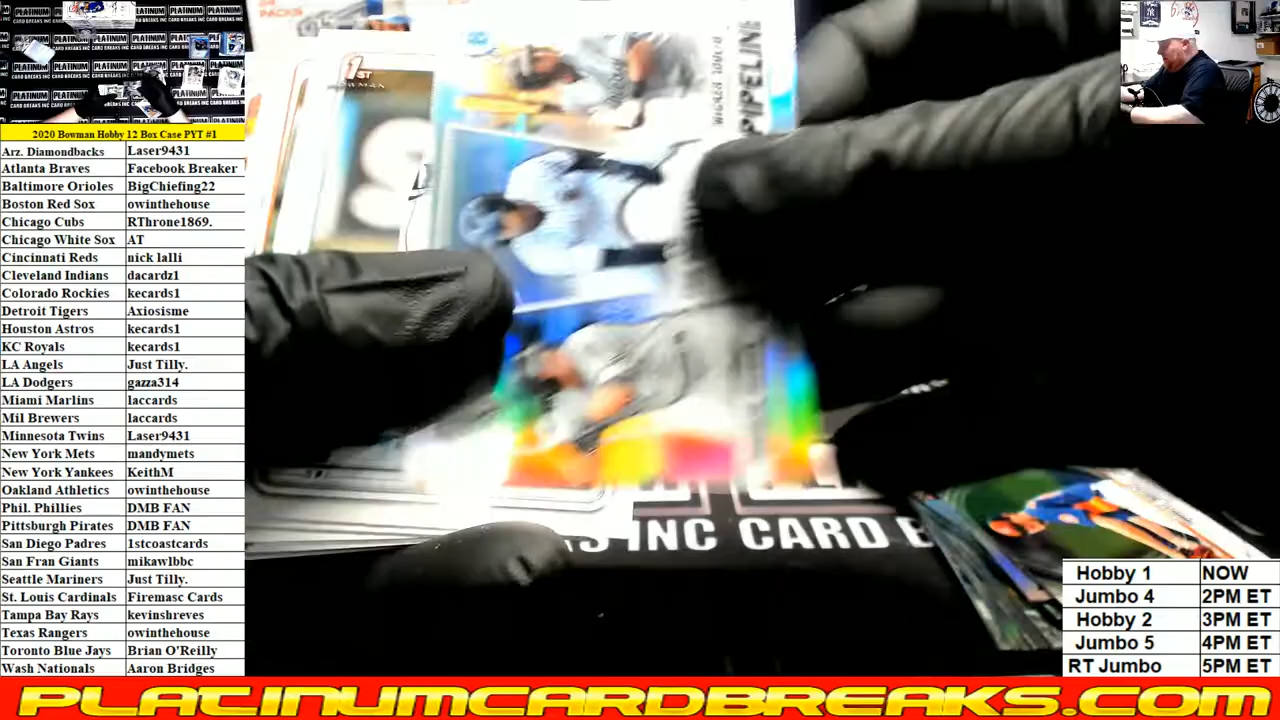 2020 Bowman Hobby 12 Box Case PYT #1
Arz. Diamondbacks Laser9431
Atlanta Braves Facebook Breaker
Baltimore Orioles BigChiefing22
Boston Red Sox owinthehouse
Chicago Cubs RThrone1869.
Chicago White Sox AT
Cincinnati Reds nick lalli
Cleveland Indians dacardz1
Colorado Rockies kecards1
Detroit Tigers Axiosisme
Houston Astros kecards1
KC Royals kecards1
LA Angels Just Tilly.
LA Dodgers gazza314
Miami Marlins laccards
Mil Brewers laccards
Minnesota Twins Laser9431
New York Mets mandymets
New York Yankees KeithM
Oakland Athletics owinthehouse
Phil. Phillies DMB FAN
Pittsburgh Pirates DMB FAN
San Diego Padres 1stcoastcards
San Fran Giants mikawlbbc
Seattle Mariners Just Tilly.
St. Louis Cardinals Firemasc Cards
Tampa Bay Rays kevinshreves
Texas Rangers owinthehouse
Toronto Blue Jays Brian O'Reilly
Wash Nationals Aaron Bridges
PACKS
1ST
BOWMAN
PIPELINE
INC CARD
Hobby 1 NOW
Jumbo 4 2PM ET
Hobby 2 3PM ET
Jumbo 5 4PM ET
RT Jumbo 5PM ET
PLATINUMCARDBREAKS.COM